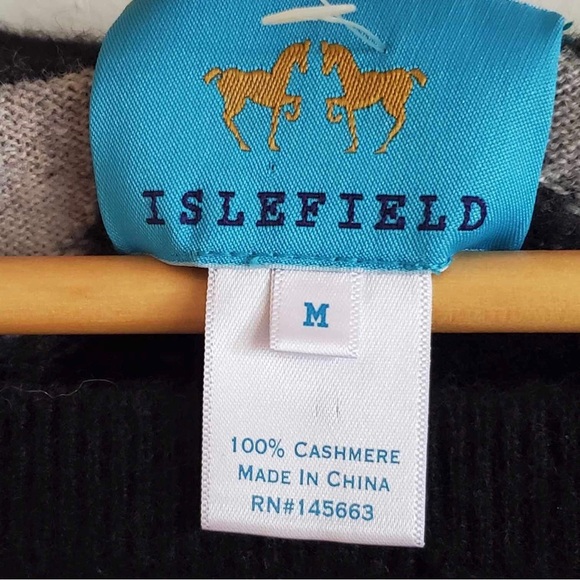 ISLEFIELD
M
100% CASHMERE
MADE IN CHINA
RN#145663